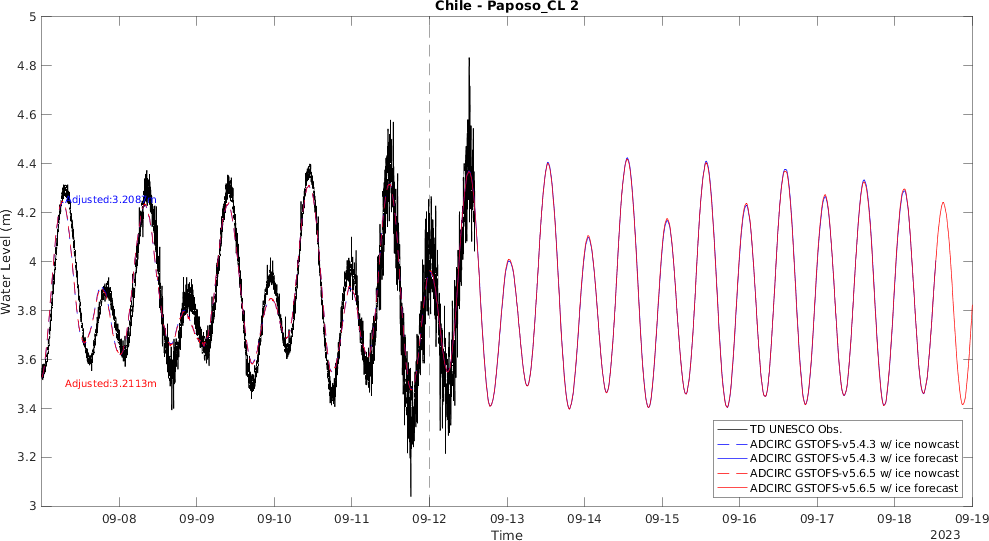 Chile - Paposo_CL 2
5
4.8
4.6
4.4
4.2
4
3.8
3.6
3.4
3.2
3
Water Level (m)
Adjusted:3.2113m
TD UNESCO Obs.
ADCIRC GSTOFS-v5.4.3 w/ ice nowcast
ADCIRC GSTOFS-v5.4.3 w/ ice forecast
ADCIRC GSTOFS-v5.6.5 w/ ice nowcast
ADCIRC GSTOFS-v5.6.5 w/ ice forecast
09-08 09-09 09-10 09-11 09-12 09-13 09-14 09-15 09-16 09-17 09-18 09-19
Time
2023